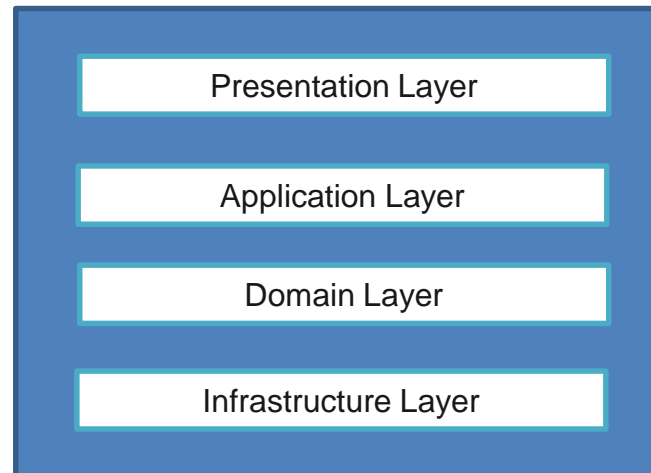 Presentation Layer
Application Layer
Domain Layer
Infrastructure Layer